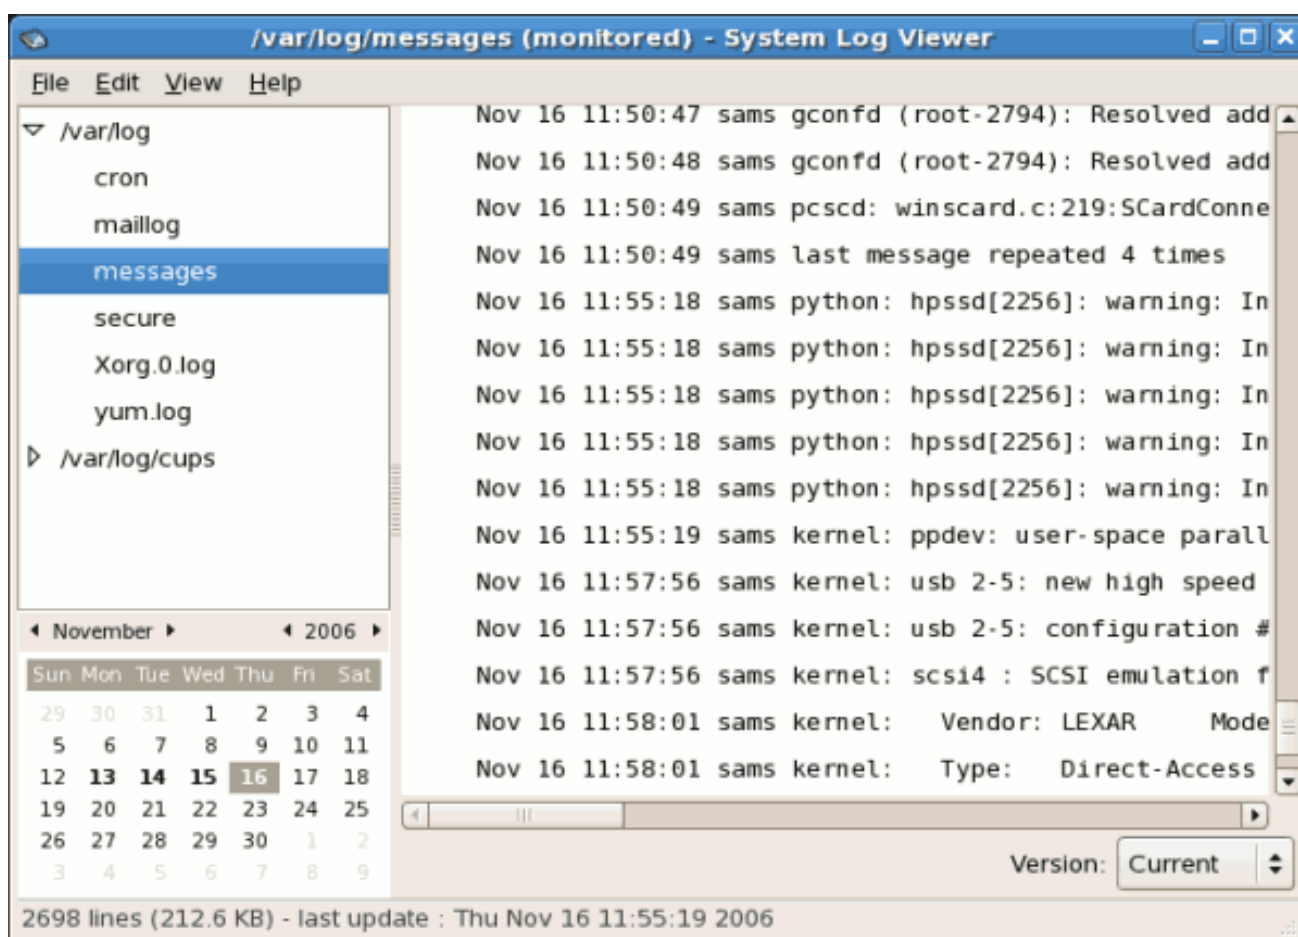 /var/log/messages (monitored) - System Log Viewer
File Edit View Help
/var/log
cron
maillog
messages
secure
Xorg.0.log
yum.log
/var/log/cups
Nov 16 11:50:47 sams gconfd (root-2794): Resolved add
Nov 16 11:50:48 sams gconfd (root-2794): Resolved add
Nov 16 11:50:49 sams pcscd: winscard.c:219:SCardConne
Nov 16 11:50:49 sams last message repeated 4 times
Nov 16 11:55:18 sams python: hpssd[2256]: warning: In
Nov 16 11:55:18 sams python: hpssd[2256]: warning: In
Nov 16 11:55:18 sams python: hpssd[2256]: warning: In
Nov 16 11:55:18 sams python: hpssd[2256]: warning: In
Nov 16 11:55:18 sams python: hpssd[2256]: warning: In
Nov 16 11:55:19 sams kernel: ppdev: user-space parall
Nov 16 11:57:56 sams kernel: usb 2-5: new high speed
Nov 16 11:57:56 sams kernel: usb 2-5: configuration #
Nov 16 11:57:56 sams kernel: scsi4 : SCSI emulation f
Nov 16 11:58:01 sams kernel:   Vendor: LEXAR     Mode
Nov 16 11:58:01 sams kernel:   Type:   Direct-Access
November 2006
Sun Mon Tue Wed Thu Fri Sat
29 30 31 1 2 3 4
5 6 7 8 9 10 11
12 13 14 15 16 17 18
19 20 21 22 23 24 25
26 27 28 29 30 1 2
3 4 5 6 7 8 9
Version: Current
2698 lines (212.6 KB) - last update : Thu Nov 16 11:55:19 2006